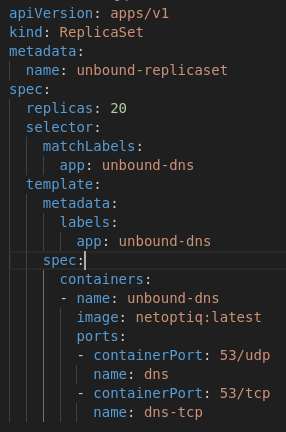 apiVersion: apps/v1
kind: ReplicaSet
metadata:
  name: unbound-replicaset
spec:
  replicas: 20
  selector:
    matchLabels:
      app: unbound-dns
  template:
    metadata:
      labels:
        app: unbound-dns
    spec:
      containers:
      - name: unbound-dns
        image: netoptiq:latest
        ports:
        - containerPort: 53/udp
          name: dns
        - containerPort: 53/tcp
          name: dns-tcp